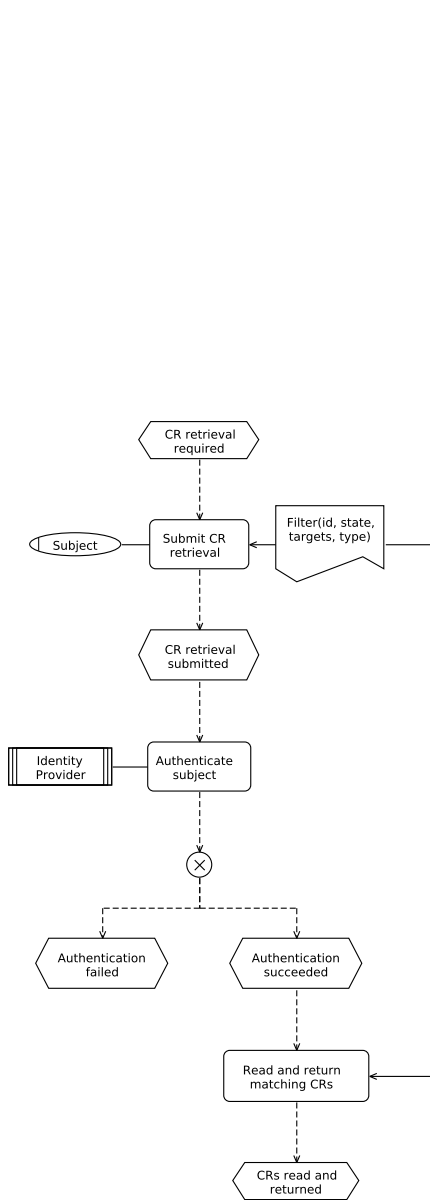 CR retrieval
required
Subject
Submit CR
retrieval
Filter(id, state,
targets, type)
CR retrieval
submitted
Identity
Provider
Authenticate
subject
Authentication
failed
Authentication
succeeded
Read and return
matching CRs
CRs read and
returned